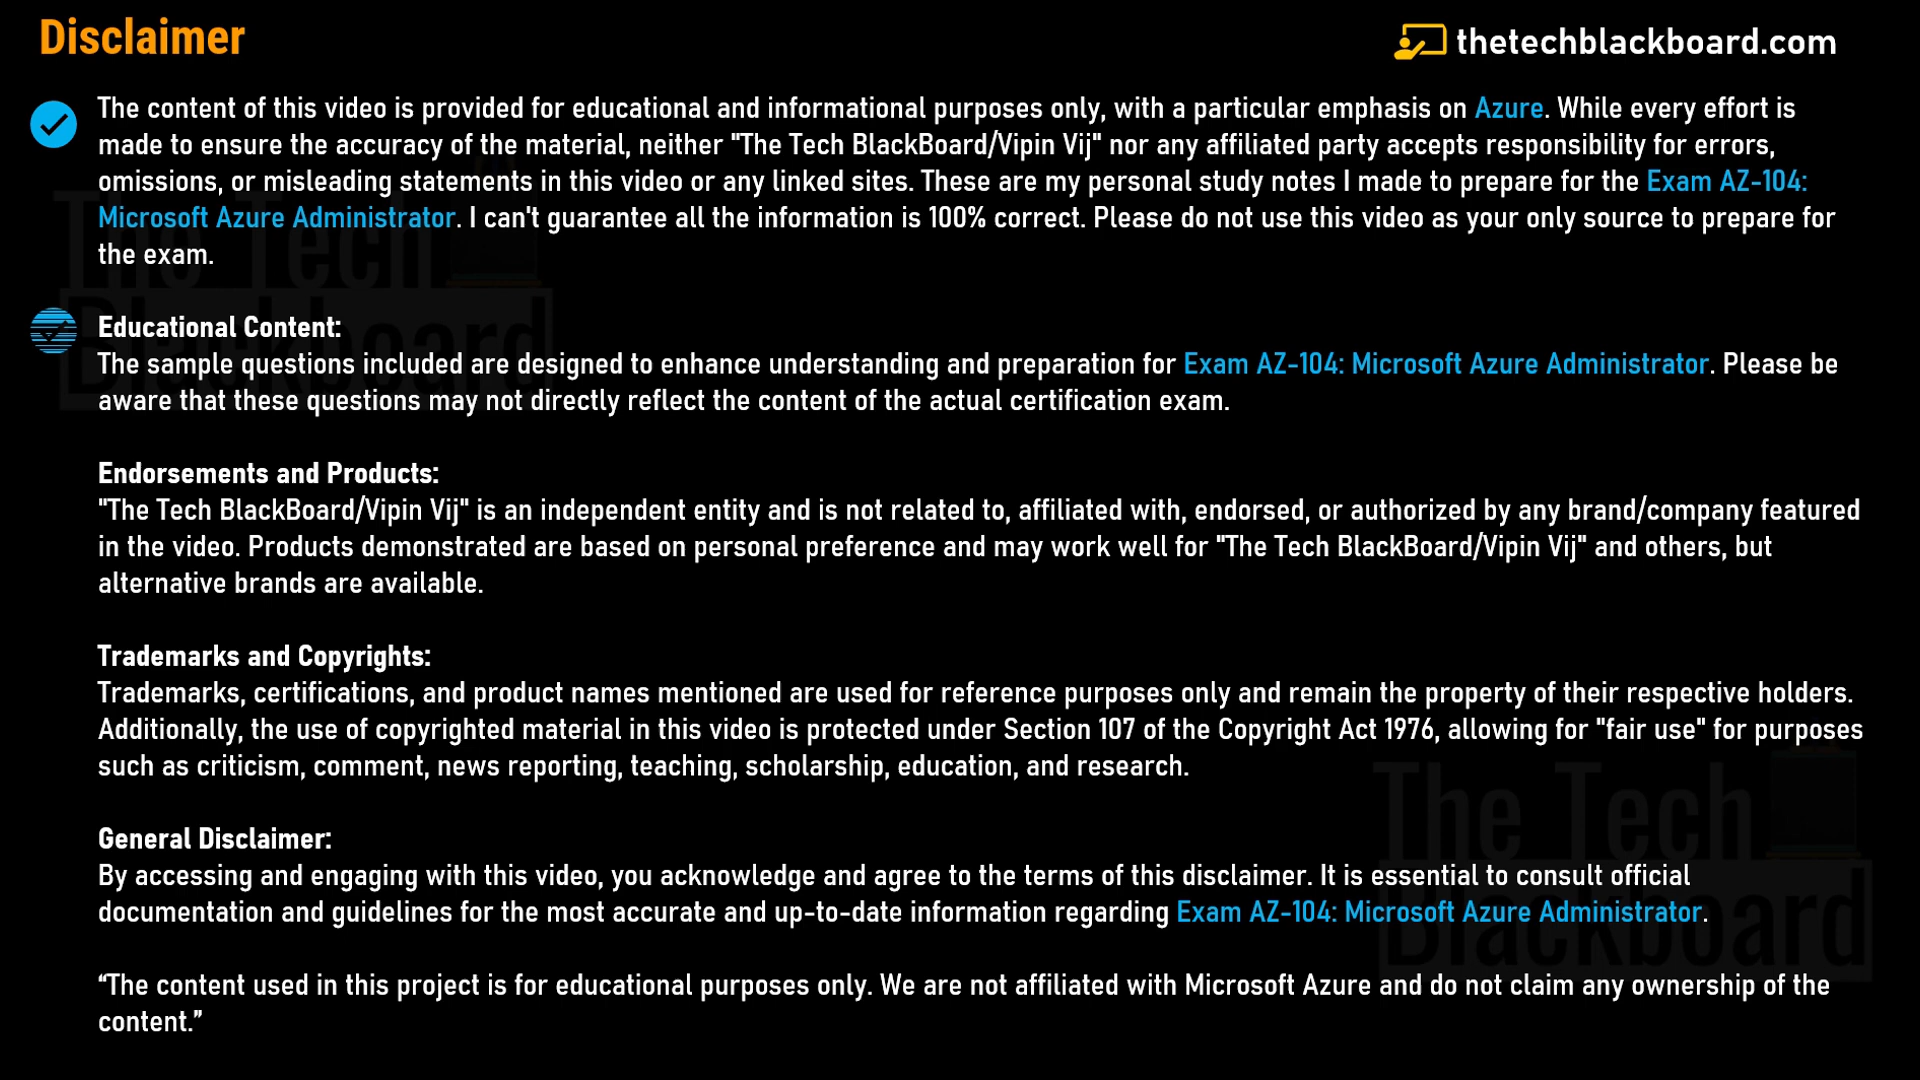 Disclaimer
thetechblackboard.com
The content of this video is provided for educational and informational purposes only, with a particular emphasis on Azure. While every effort is
made to ensure the accuracy of the material, neither "The Tech BlackBoard/Vipin Vij" nor any affiliated party accepts responsibility for errors,
omissions, or misleading statements in this video or any linked sites. These are my personal study notes I made to prepare for the Exam AZ-104:
Microsoft Azure Administrator. I can't guarantee all the information is 100% correct. Please do not use this video as your only source to prepare for
the exam.
The Tech
Blackboard
Educational Content:
The sample questions included are designed to enhance understanding and preparation for Exam AZ-104: Microsoft Azure Administrator. Please be
aware that these questions may not directly reflect the content of the actual certification exam.
Endorsements and Products:
"The Tech BlackBoard/Vipin Vij" is an independent entity and is not related to, affiliated with, endorsed, or authorized by any brand/company featured
in the video. Products demonstrated are based on personal preference and may work well for "The Tech BlackBoard/Vipin Vij" and others, but
alternative brands are available.
Trademarks and Copyrights:
Trademarks, certifications, and product names mentioned are used for reference purposes only and remain the property of their respective holders.
Additionally, the use of copyrighted material in this video is protected under Section 107 of the Copyright Act 1976, allowing for "fair use" for purposes
such as criticism, comment, news reporting, teaching, scholarship, education, and research.
The Tech
Blackboard
General Disclaimer:
By accessing and engaging with this video, you acknowledge and agree to the terms of this disclaimer. It is essential to consult official
documentation and guidelines for the most accurate and up-to-date information regarding Exam AZ-104: Microsoft Azure Administrator.
“The content used in this project is for educational purposes only. We are not affiliated with Microsoft Azure and do not claim any ownership of the
content.”